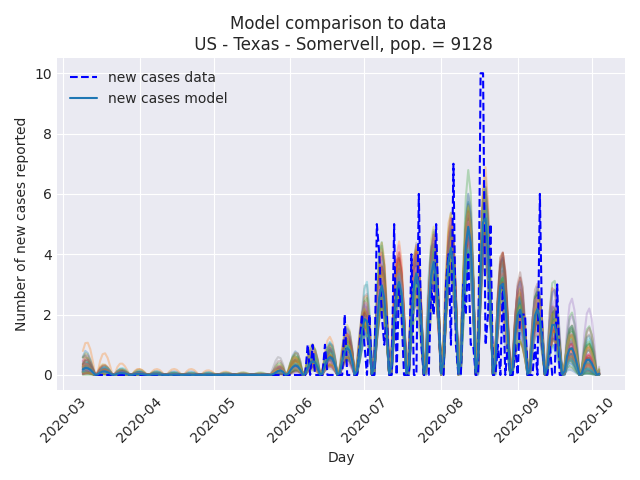 Model comparison to data
US - Texas - Somervell, pop. = 9128
new cases data
new cases model
Number of new cases reported
10
8
6
4
2
0
2020-03
2020-04
2020-05
2020-06
2020-07
2020-08
2020-09
2020-10
Day